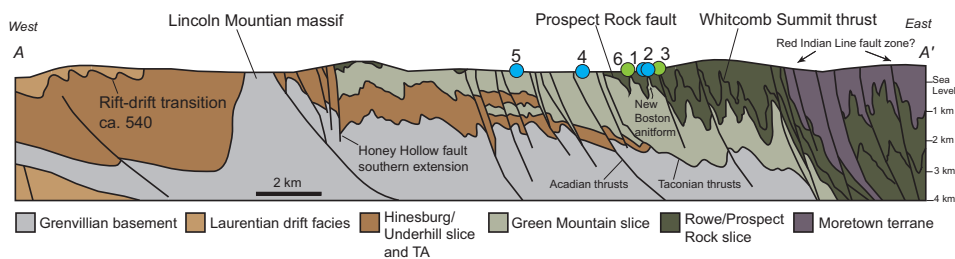 West
A
Lincoln Mountian massif
Prospect Rock fault
Whitcomb Summit thrust
East
A'
Red Indian Line fault zone?
5
4
6
1
2
3
Rift-drift transition
ca. 540
Honey Hollow fault
southern extension
New
Boston
anitform
Acadian thrusts
Taconian thrusts
Sea
Level
1 km
2 km
3 km
4 km
2 km
Grenvillian basement
Laurentian drift facies
Hinesburg/
Underhill slice
and TA
Green Mountain slice
Rowe/Prospect
Rock slice
Moretown terrane